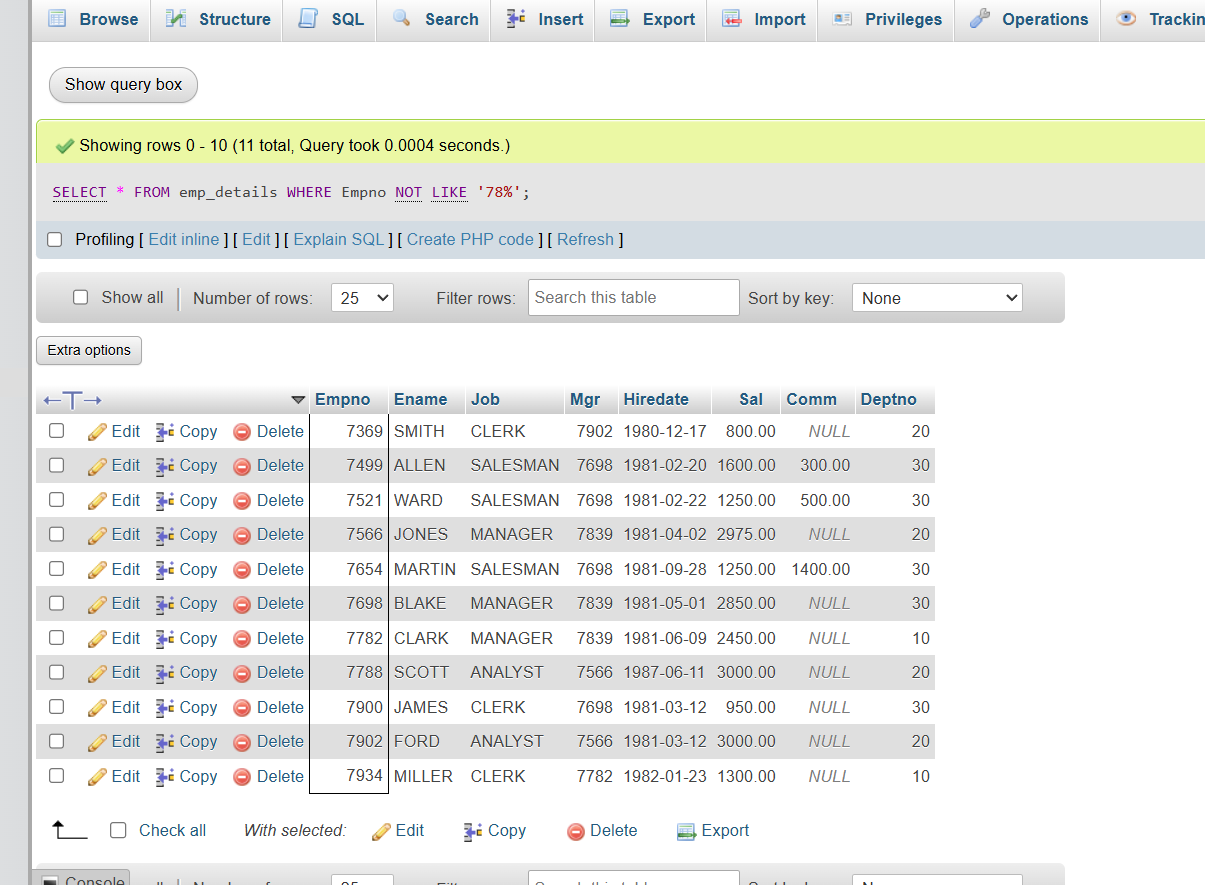 Browse Structure SQL Search Insert Export Import Privileges Operations Trackin
Show query box
Showing rows 0 - 10 (11 total, Query took 0.0004 seconds.)
SELECT * FROM emp_details WHERE Empno NOT LIKE '78%';
Profiling [ Edit inline ] [ Edit ] [ Explain SQL ] [ Create PHP code ] [ Refresh ]
Show all Number of rows: 25 Filter rows: Search this table Sort by key: None
Extra options
←T→ Empno Ename Job Mgr Hiredate Sal Comm Deptno
Edit Copy Delete 7369 SMITH CLERK 7902 1980-12-17 800.00 NULL 20
Edit Copy Delete 7499 ALLEN SALESMAN 7698 1981-02-20 1600.00 300.00 30
Edit Copy Delete 7521 WARD SALESMAN 7698 1981-02-22 1250.00 500.00 30
Edit Copy Delete 7566 JONES MANAGER 7839 1981-04-02 2975.00 NULL 20
Edit Copy Delete 7654 MARTIN SALESMAN 7698 1981-09-28 1250.00 1400.00 30
Edit Copy Delete 7698 BLAKE MANAGER 7839 1981-05-01 2850.00 NULL 30
Edit Copy Delete 7782 CLARK MANAGER 7839 1981-06-09 2450.00 NULL 10
Edit Copy Delete 7788 SCOTT ANALYST 7566 1987-06-11 3000.00 NULL 20
Edit Copy Delete 7900 JAMES CLERK 7698 1981-03-12 950.00 NULL 30
Edit Copy Delete 7902 FORD ANALYST 7566 1981-03-12 3000.00 NULL 20
Edit Copy Delete 7934 MILLER CLERK 7782 1982-01-23 1300.00 NULL 10
Check all With selected: Edit Copy Delete Export
Console